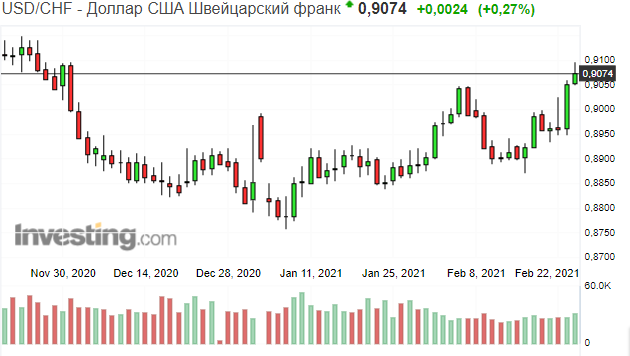 USD/CHF - Доллар США Швейцарский франк 0,9074 +0,0024 (+0,27%)
0,9100
0,9074
0,9050
0,9000
0,8950
0,8900
0,8850
0,8800
0,8750
0,8700
Investing.com
Nov 30, 2020 Dec 14, 2020 Dec 28, 2020 Jan 11, 2021 Jan 25, 2021 Feb 8, 2021 Feb 22, 2021
60.0K
0.00